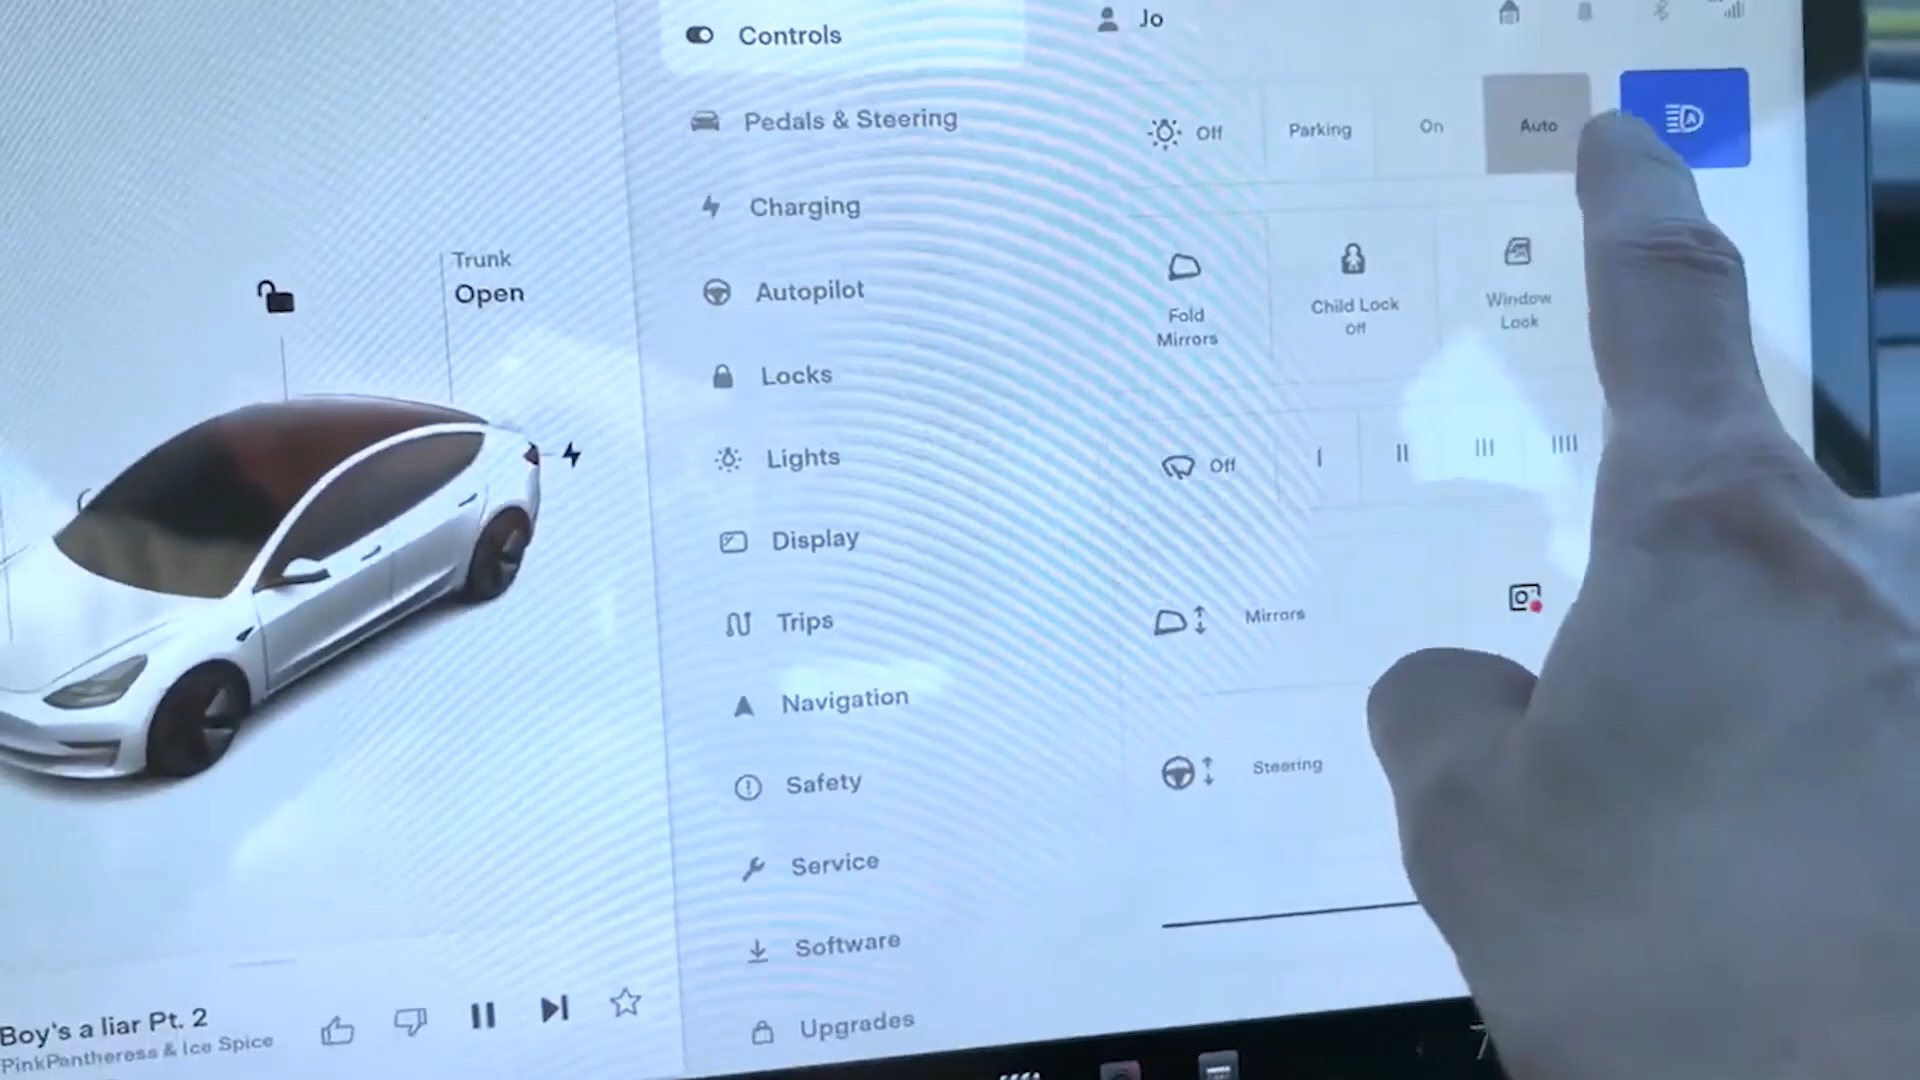 Controls
Jo
Pedals & Steering
Off
Parking
On
Auto
A
Charging
Trunk
Open
Autopilot
Fold
Mirrors
Child Lock
Off
Window
Lock
Locks
Lights
Off
I
II
III
IIII
Display
Trips
Mirrors
Navigation
Safety
Steering
Service
Software
Upgrades
Boy's a liar Pt. 2
PinkPantheress & Ice Spice